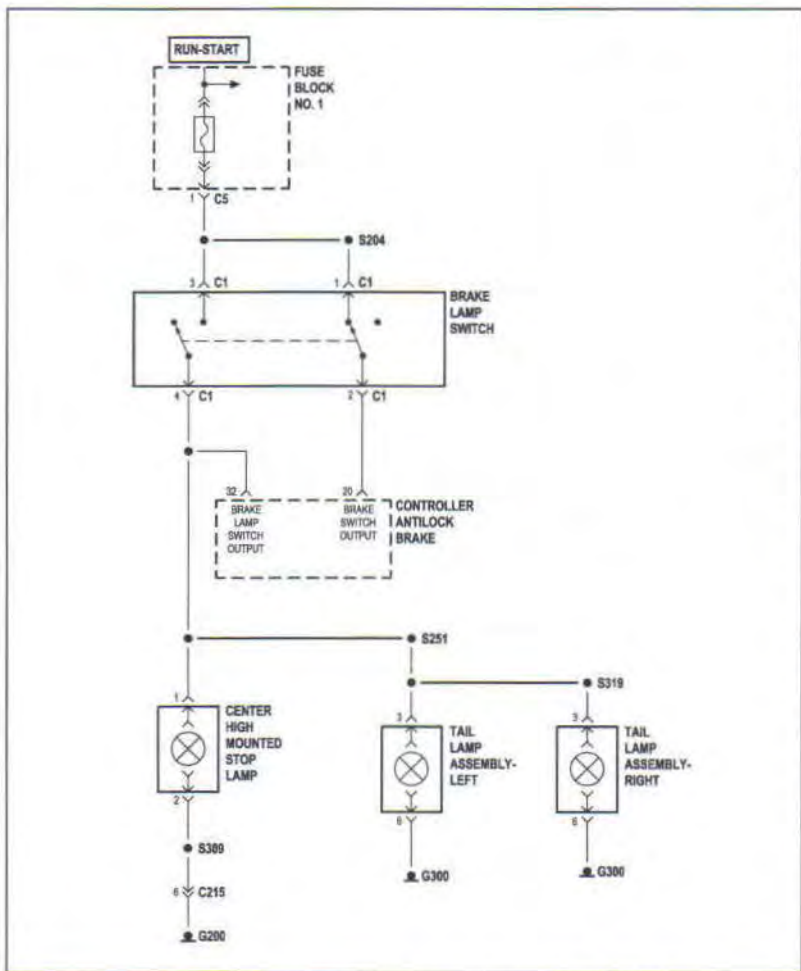 RUN-START
FUSE
BLOCK
NO. 1
1 C5
S204
3 C1 1 C1
BRAKE
LAMP
SWITCH
4 C1 2 C1
32 20
BRAKE
LAMP
SWITCH
OUTPUT
BRAKE
SWITCH
OUTPUT
CONTROLLER
ANTILOCK
BRAKE
S251
S319
1
CENTER
HIGH
MOUNTED
STOP
LAMP
2
3
TAIL
LAMP
ASSEMBLY-
LEFT
6
3
TAIL
LAMP
ASSEMBLY-
RIGHT
6
S309
G300
G300
6 C215
G200